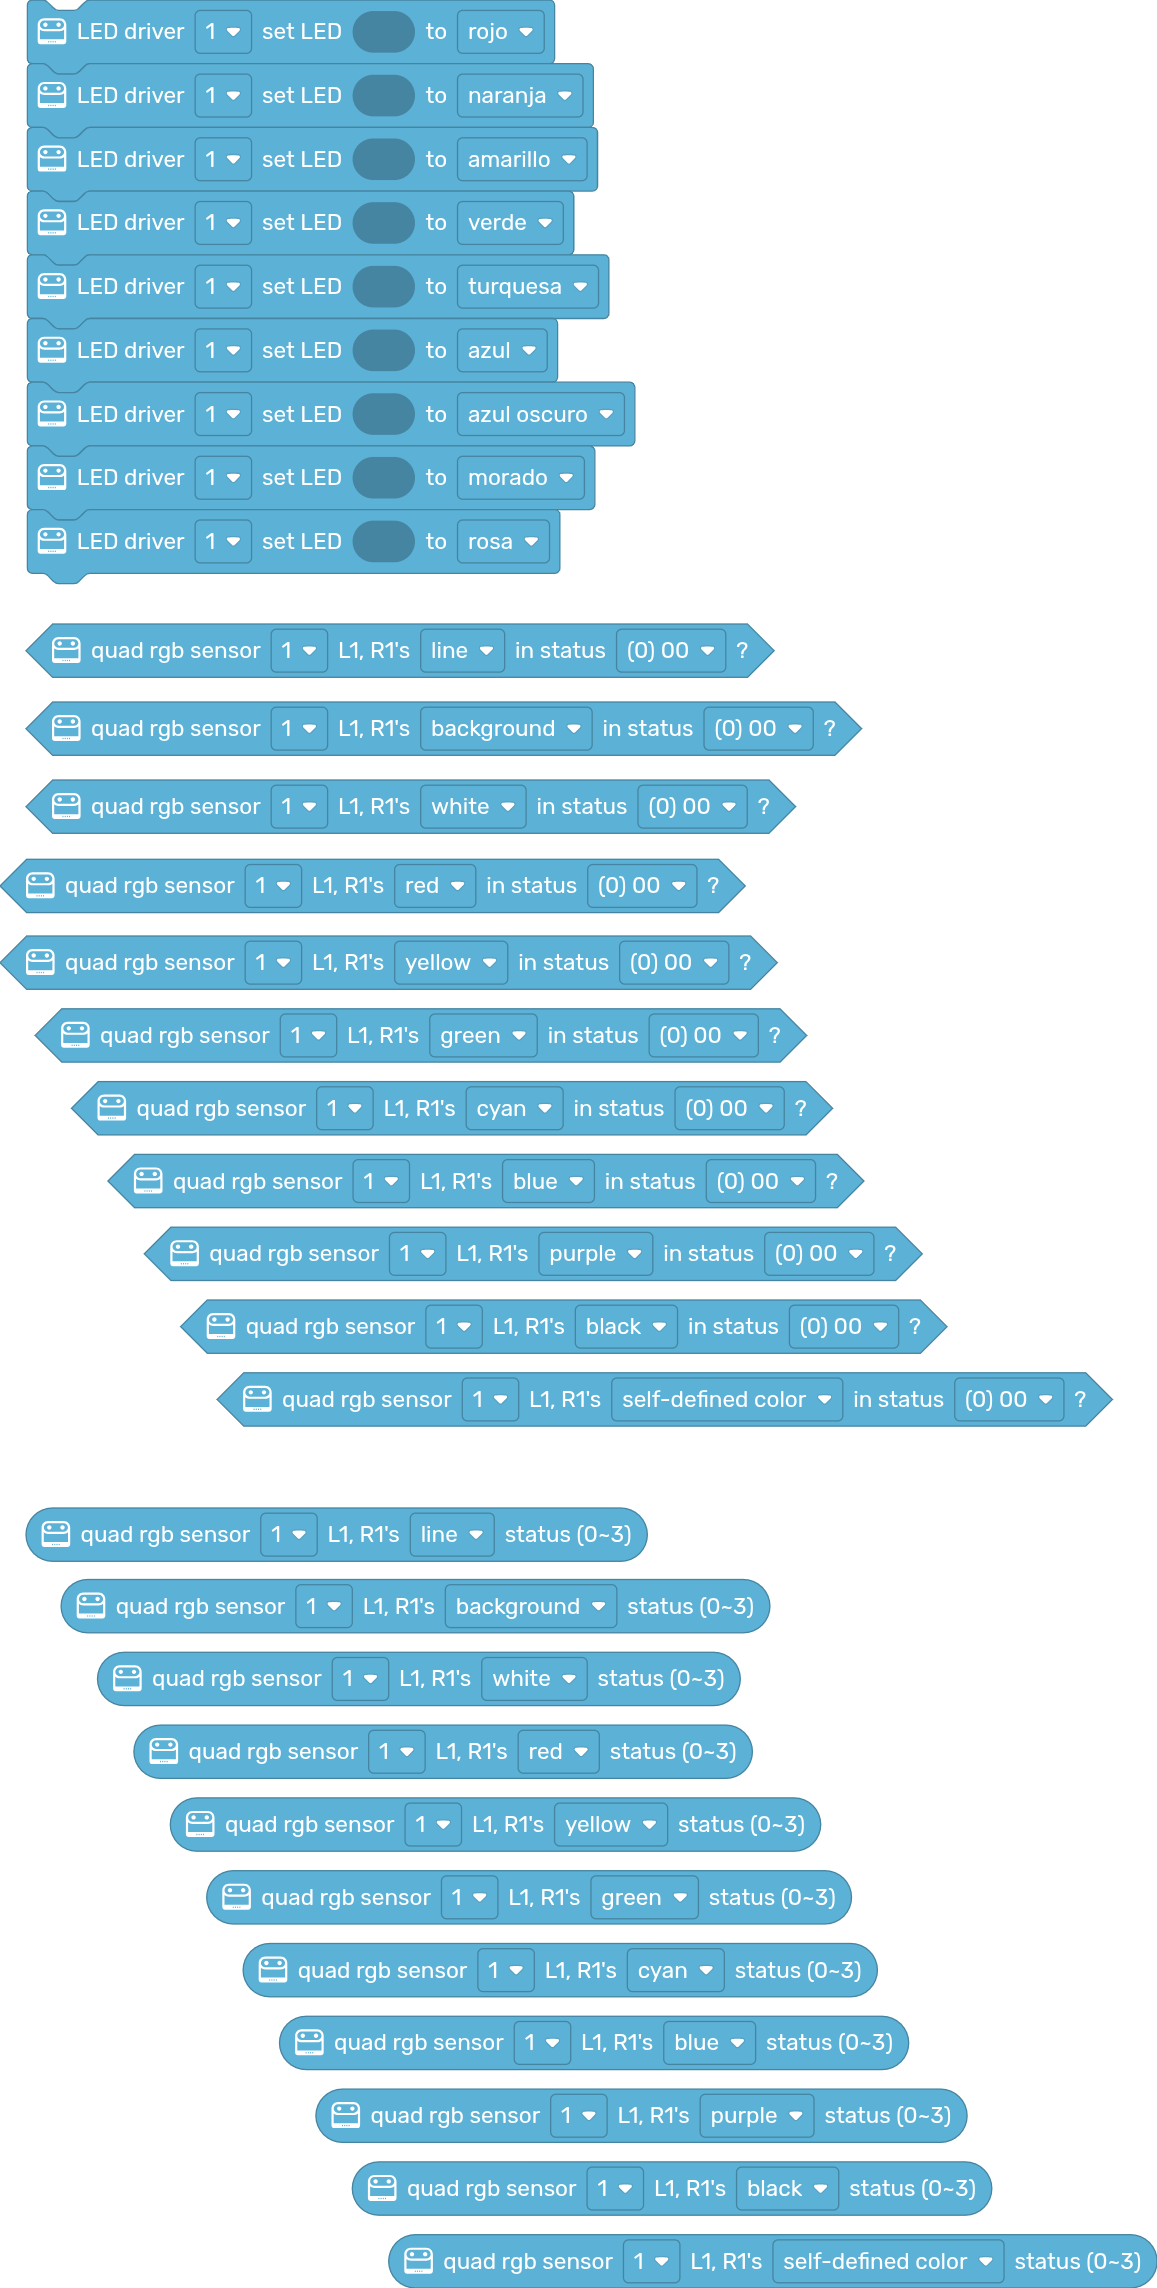 LED driver 1 set LED to rojo
LED driver 1 set LED to naranja
LED driver 1 set LED to amarillo
LED driver 1 set LED to verde
LED driver 1 set LED to turquesa
LED driver 1 set LED to azul
LED driver 1 set LED to azul oscuro
LED driver 1 set LED to morado
LED driver 1 set LED to rosa
quad rgb sensor 1 L1, R1's line in status (0) 00 ?
quad rgb sensor 1 L1, R1's background in status (0) 00 ?
quad rgb sensor 1 L1, R1's white in status (0) 00 ?
quad rgb sensor 1 L1, R1's red in status (0) 00 ?
quad rgb sensor 1 L1, R1's yellow in status (0) 00 ?
quad rgb sensor 1 L1, R1's green in status (0) 00 ?
quad rgb sensor 1 L1, R1's cyan in status (0) 00 ?
quad rgb sensor 1 L1, R1's blue in status (0) 00 ?
quad rgb sensor 1 L1, R1's purple in status (0) 00 ?
quad rgb sensor 1 L1, R1's black in status (0) 00 ?
quad rgb sensor 1 L1, R1's self-defined color in status (0) 00 ?
quad rgb sensor 1 L1, R1's line status (0~3)
quad rgb sensor 1 L1, R1's background status (0~3)
quad rgb sensor 1 L1, R1's white status (0~3)
quad rgb sensor 1 L1, R1's red status (0~3)
quad rgb sensor 1 L1, R1's yellow status (0~3)
quad rgb sensor 1 L1, R1's green status (0~3)
quad rgb sensor 1 L1, R1's cyan status (0~3)
quad rgb sensor 1 L1, R1's blue status (0~3)
quad rgb sensor 1 L1, R1's purple status (0~3)
quad rgb sensor 1 L1, R1's black status (0~3)
quad rgb sensor 1 L1, R1's self-defined color status (0~3)